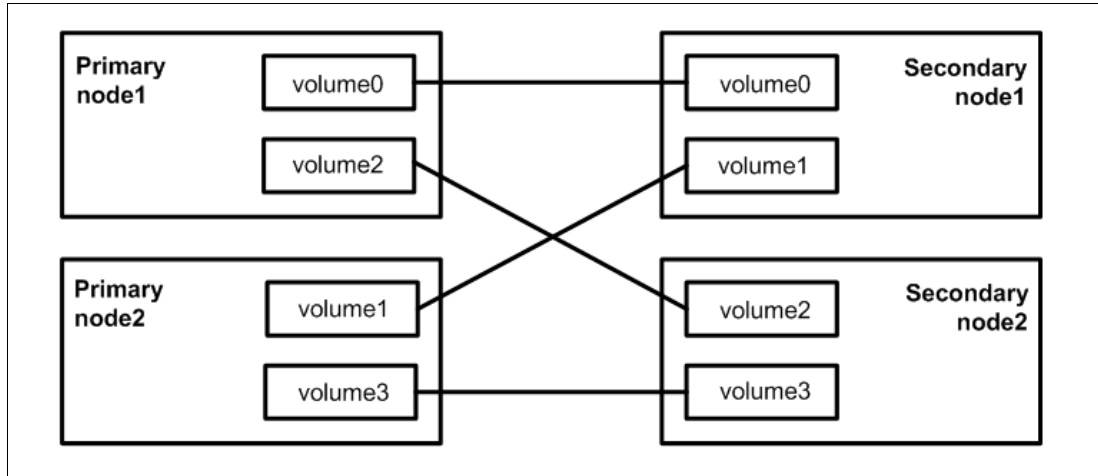 Primary
node1
volume0
volume2
Secondary
node1
volume0
volume1
Primary
node2
volume1
volume3
Secondary
node2
volume2
volume3